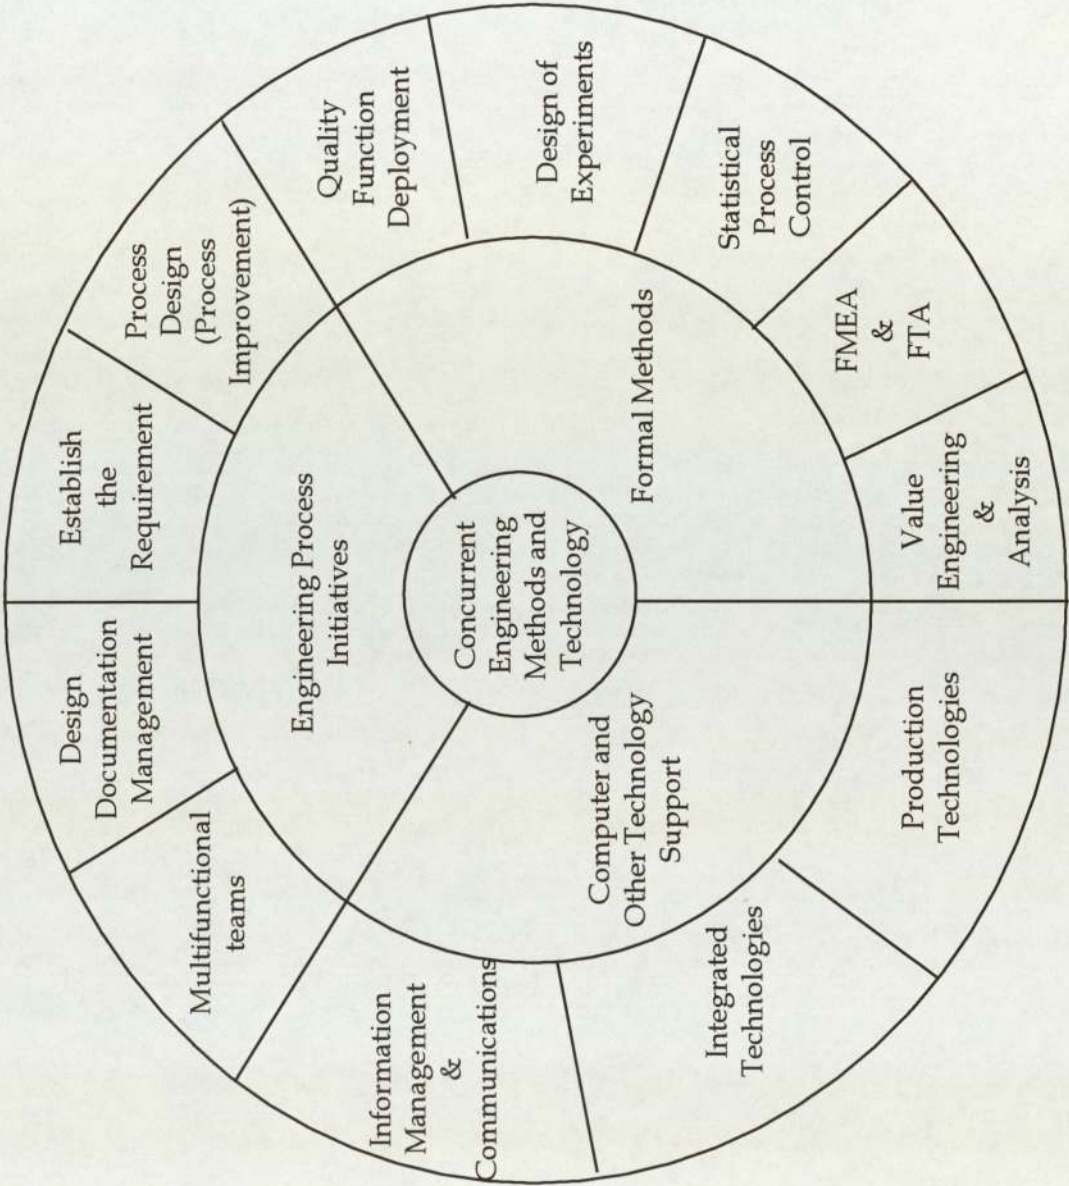 Concurrent
Engineering
Methods and
Technology
Engineering Process
Initiatives
Formal Methods
Computer and
Other Technology
Support
Multifunctional
teams
Design
Documentation
Management
Establish
the
Requirement
Process
Design
(Process
Improvement)
Quality
Function
Deployment
Design of
Experiments
Statistical
Process
Control
FMEA
&
FTA
Value
Engineering
&
Analysis
Production
Technologies
Integrated
Technologies
Information
Management
&
Communications